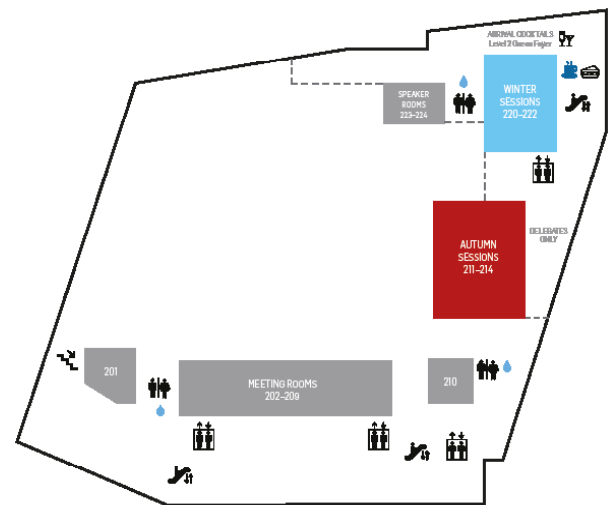 ARRIVAL COCKTAILS
Level 2 Ocean Foyer
WINTER
SESSIONS
220–222
SPEAKER
ROOMS
223–224
AUTUMN
SESSIONS
211–214
DELEGATES
ONLY
201
MEETING ROOMS
202–209
210